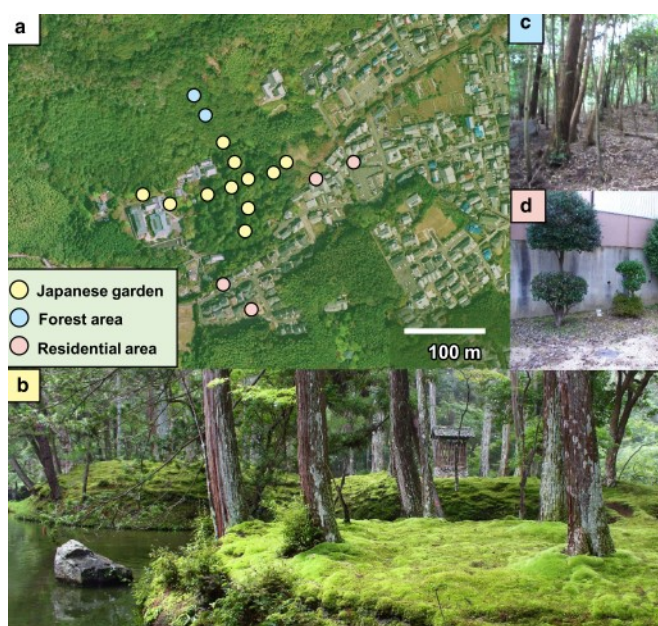 a
c
d
Japanese garden
Forest area
Residential area
100 m
b